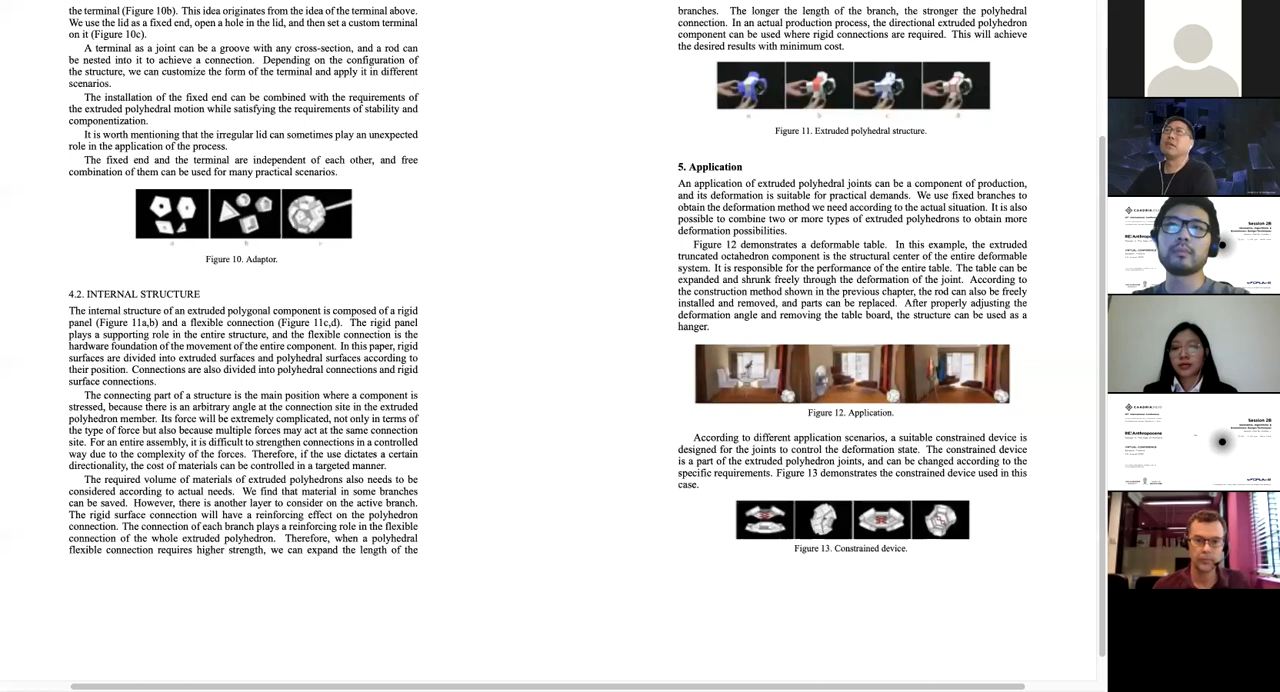 the terminal (Figure 10b). This idea originates from the idea of the terminal above.
We use the lid as a fixed end, open a hole in the lid, and then set a custom terminal
on it (Figure 10c).
A terminal as a joint can be a groove with any cross-section, and a rod can
be nested into it to achieve a connection. Depending on the configuration of
the structure, we can customize the form of the terminal and apply it in different
scenarios.
The installation of the fixed end can be combined with the requirements of
the extruded polyhedral motion while satisfying the requirements of stability and
componentization.
It is worth mentioning that the irregular lid can sometimes play an unexpected
role in the application of the process.
The fixed end and the terminal are independent of each other, and free
combination of them can be used for many practical scenarios.
a b c
Figure 10. Adaptor.
4.2. INTERNAL STRUCTURE
The internal structure of an extruded polygonal component is composed of a rigid
panel (Figure 11a,b) and a flexible connection (Figure 11c,d). The rigid panel
plays a supporting role in the entire structure, and the flexible connection is the
hardware foundation of the movement of the entire component. In this paper, rigid
surfaces are divided into extruded surfaces and polyhedral surfaces according to
their position. Connections are also divided into polyhedral connections and rigid
surface connections.
The connecting part of a structure is the main position where a component is
stressed, because there is an arbitrary angle at the connection site in the extruded
polyhedron member. Its force will be extremely complicated, not only in terms of
the type of force but also because multiple forces may act at the same connection
site. For an entire assembly, it is difficult to strengthen connections in a controlled
way due to the complexity of the forces. Therefore, if the use dictates a certain
directionality, the cost of materials can be controlled in a targeted manner.
The required volume of materials of extruded polyhedrons also needs to be
considered according to actual needs. We find that material in some branches
can be saved. However, there is another layer to consider on the active branch.
The rigid surface connection will have a reinforcing effect on the polyhedron
connection. The connection of each branch plays a reinforcing role in the flexible
connection of the whole extruded polyhedron. Therefore, when a polyhedral
flexible connection requires higher strength, we can expand the length of the
branches. The longer the length of the branch, the stronger the polyhedral
connection. In an actual production process, the directional extruded polyhedron
component can be used where rigid connections are required. This will achieve
the desired results with minimum cost.
a b c d
Figure 11. Extruded polyhedral structure.
5. Application
An application of extruded polyhedral joints can be a component of production,
and its deformation is suitable for practical demands. We use fixed branches to
obtain the deformation method we need according to the actual situation. It is also
possible to combine two or more types of extruded polyhedrons to obtain more
deformation possibilities.
Figure 12 demonstrates a deformable table. In this example, the extruded
truncated octahedron component is the structural center of the entire deformable
system. It is responsible for the performance of the entire table. The table can be
expanded and shrunk freely through the deformation of the joint. According to
the construction method shown in the previous chapter, the rod can also be freely
installed and removed, and parts can be replaced. After properly adjusting the
deformation angle and removing the table board, the structure can be used as a
hanger.
Figure 12. Application.
According to different application scenarios, a suitable constrained device is
designed for the joints to control the deformation state. The constrained device
is a part of the extruded polyhedron joints, and can be changed according to the
specific requirements. Figure 13 demonstrates the constrained device used in this
case.
Figure 13. Constrained device.
Session 2B
VIRTUAL CONFERENCE
Session 2B
RE:Anthropocene
VIRTUAL CONFERENCE